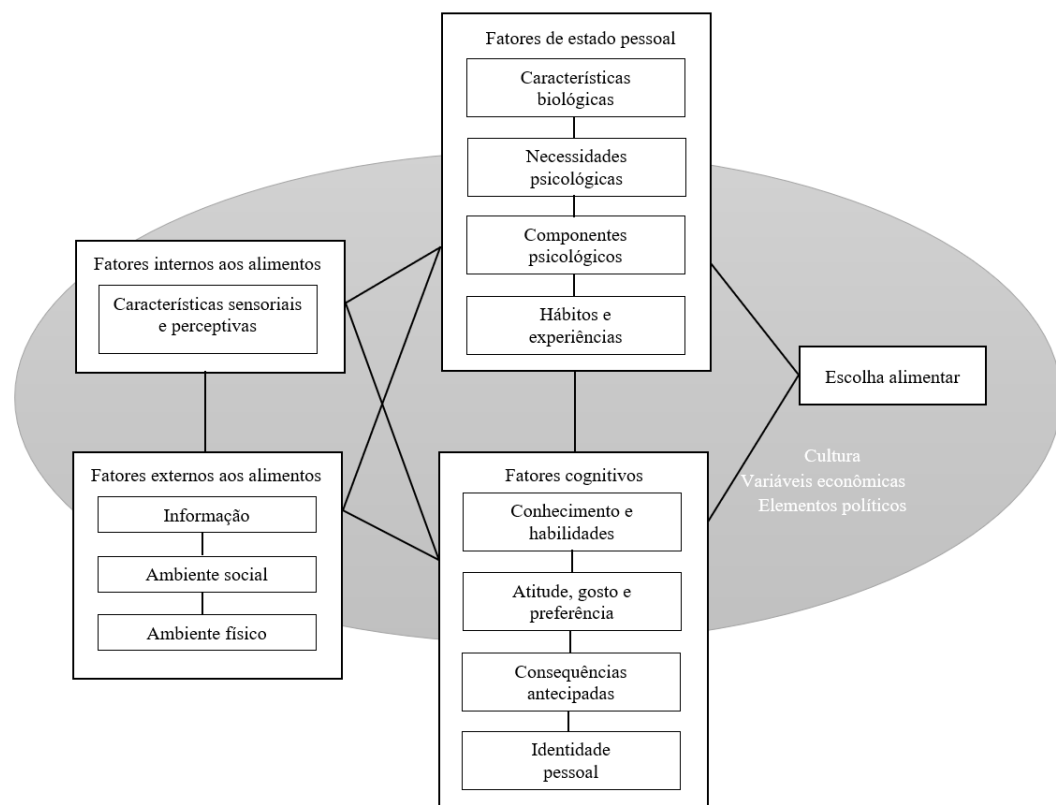 Fatores de estado pessoal
Características
biológicas
Necessidades
psicológicas
Componentes
psicológicos
Hábitos e
experiências
Fatores internos aos alimentos
Características sensoriais
e perceptivas
Escolha alimentar
Fatores externos aos alimentos
Informação
Ambiente social
Ambiente físico
Fatores cognitivos
Conhecimento e
habilidades
Atitude, gosto e
preferência
Consequências
antecipadas
Identidade
pessoal
Cultura
Variáveis econômicas
Elementos políticos